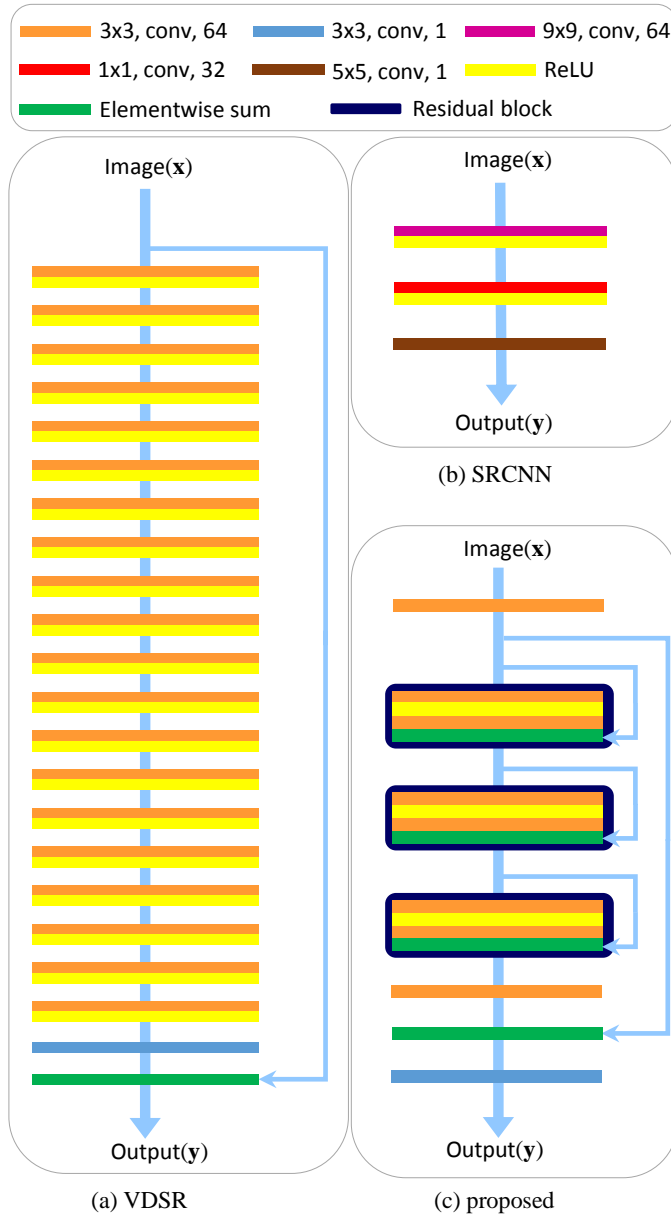 3x3, conv, 64 3x3, conv, 1 9x9, conv, 64
1x1, conv, 32 5x5, conv, 1 ReLU
Elementwise sum Residual block
Image(x)
Output(y)
(a) VDSR
Image(x)
Output(y)
(b) SRCNN
Image(x)
Output(y)
(c) proposed